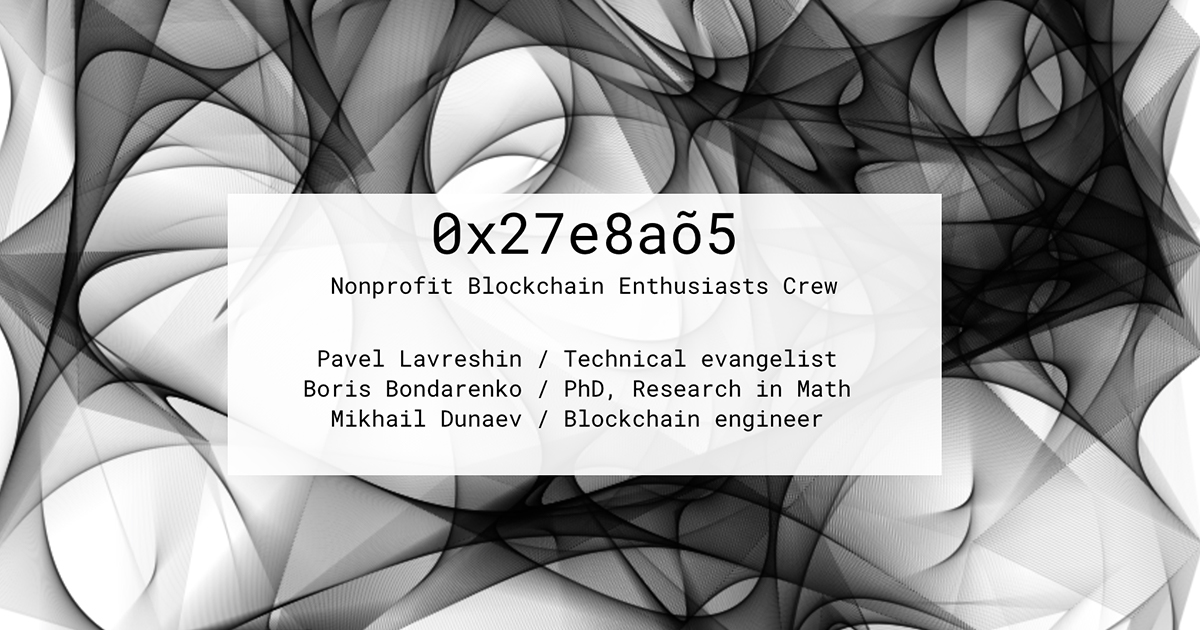 0x27e8aõ5
Nonprofit Blockchain Enthusiasts Crew
Pavel Lavreshin / Technical evangelist
Boris Bondarenko / PhD, Research in Math
Mikhail Dunaev / Blockchain engineer